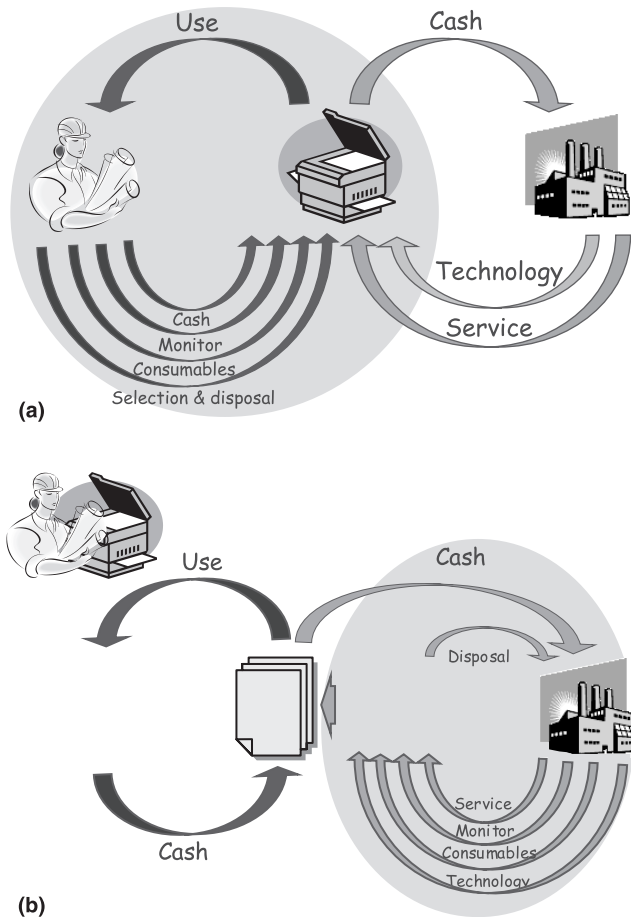 Use
Cash
Technology
Service
Cash
Monitor
Consumables
Selection & disposal
(a)
Cash
Use
Disposal
Service
Monitor
Consumables
Technology
Cash
(b)